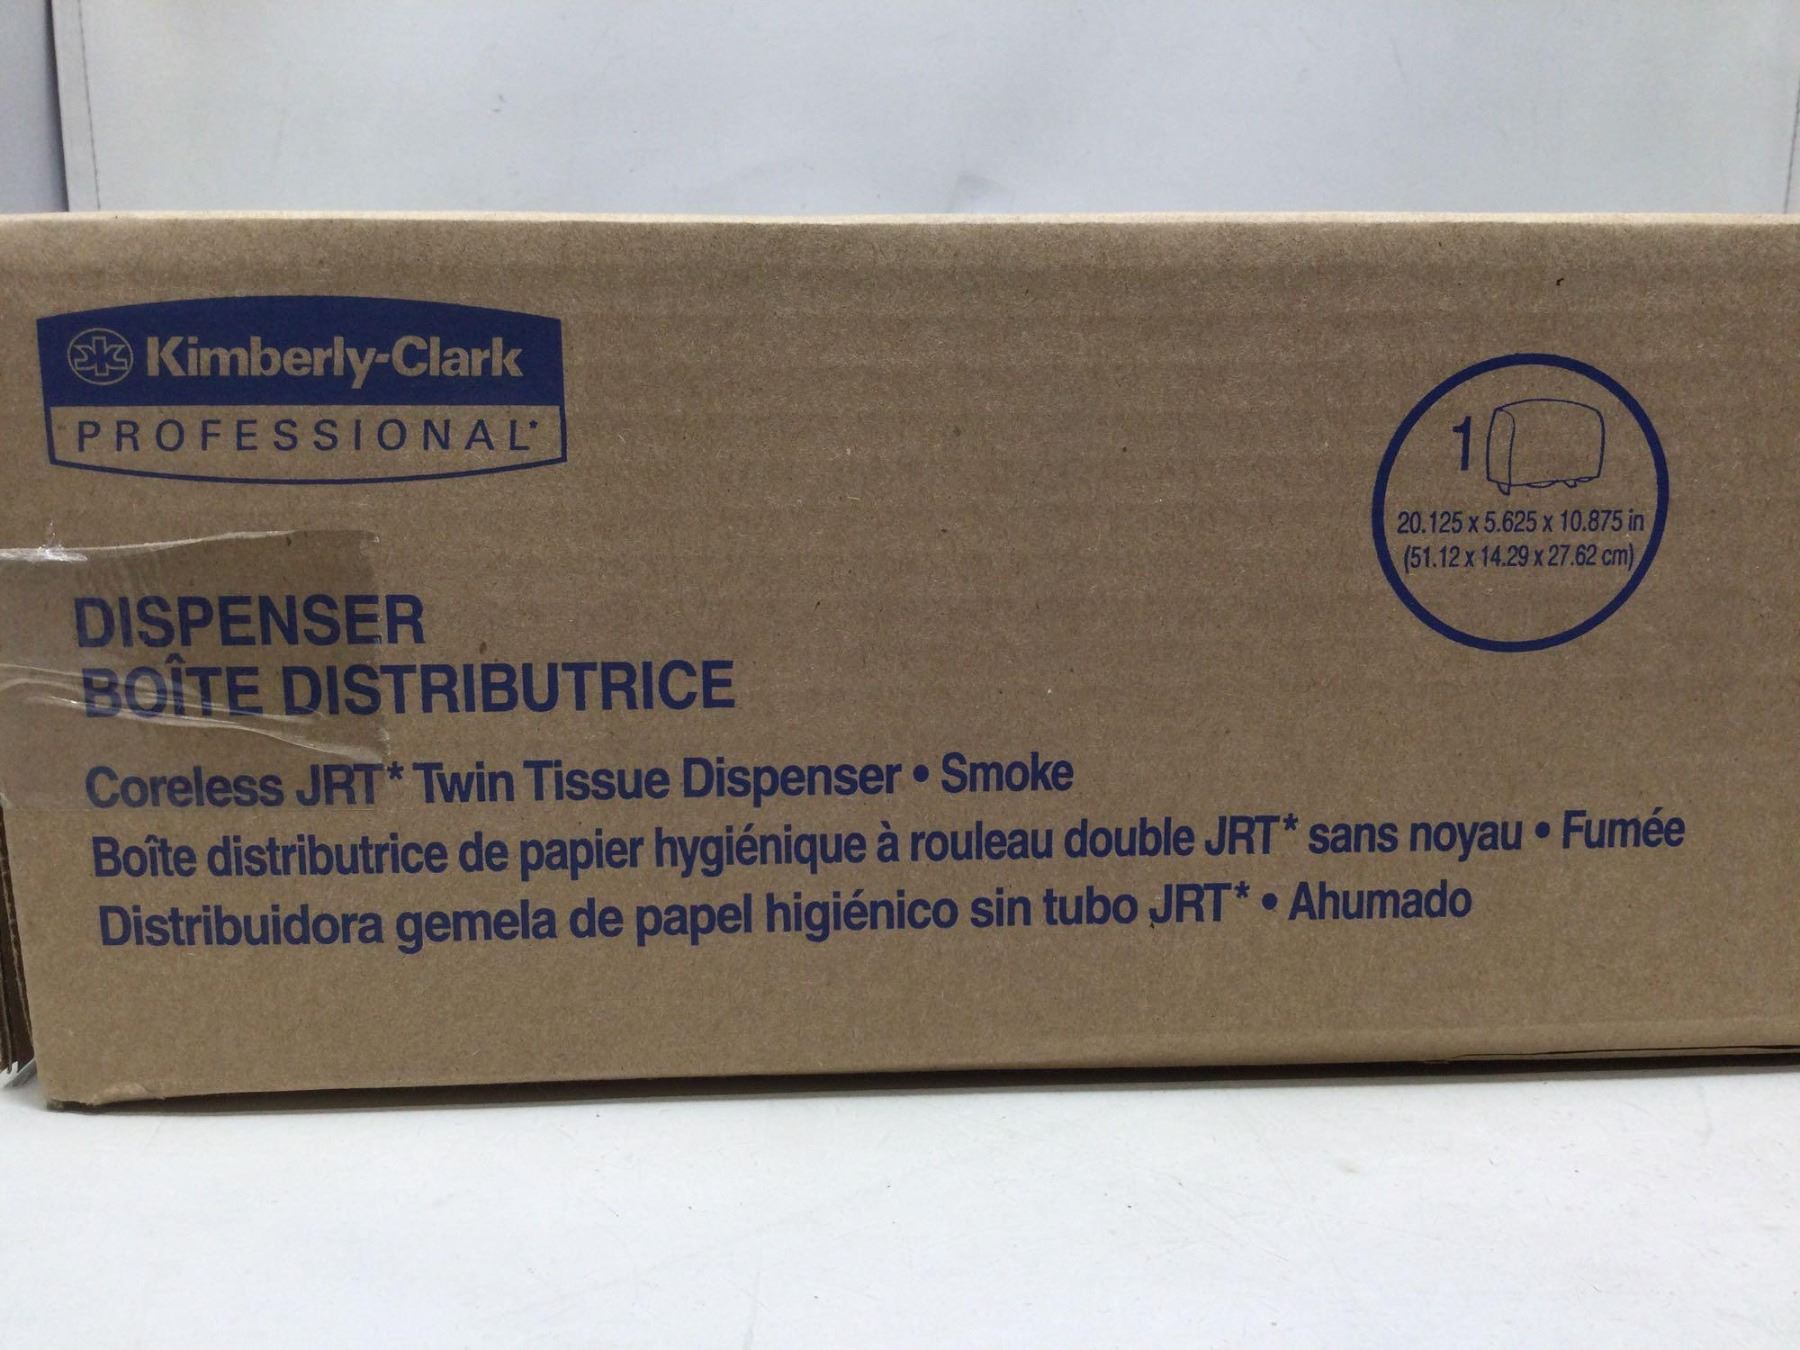 Kimberly-Clark
PROFESSIONAL*
1
20.125 x 5.625 x 10.875 in
(51.12 x 14.29 x 27.62 cm)
DISPENSER
BOÎTE DISTRIBUTRICE
Coreless JRT* Twin Tissue Dispenser • Smoke
Boîte distributrice de papier hygiénique à rouleau double JRT* sans noyau • Fumée
Distribuidora gemela de papel higiénico sin tubo JRT* • Ahumado